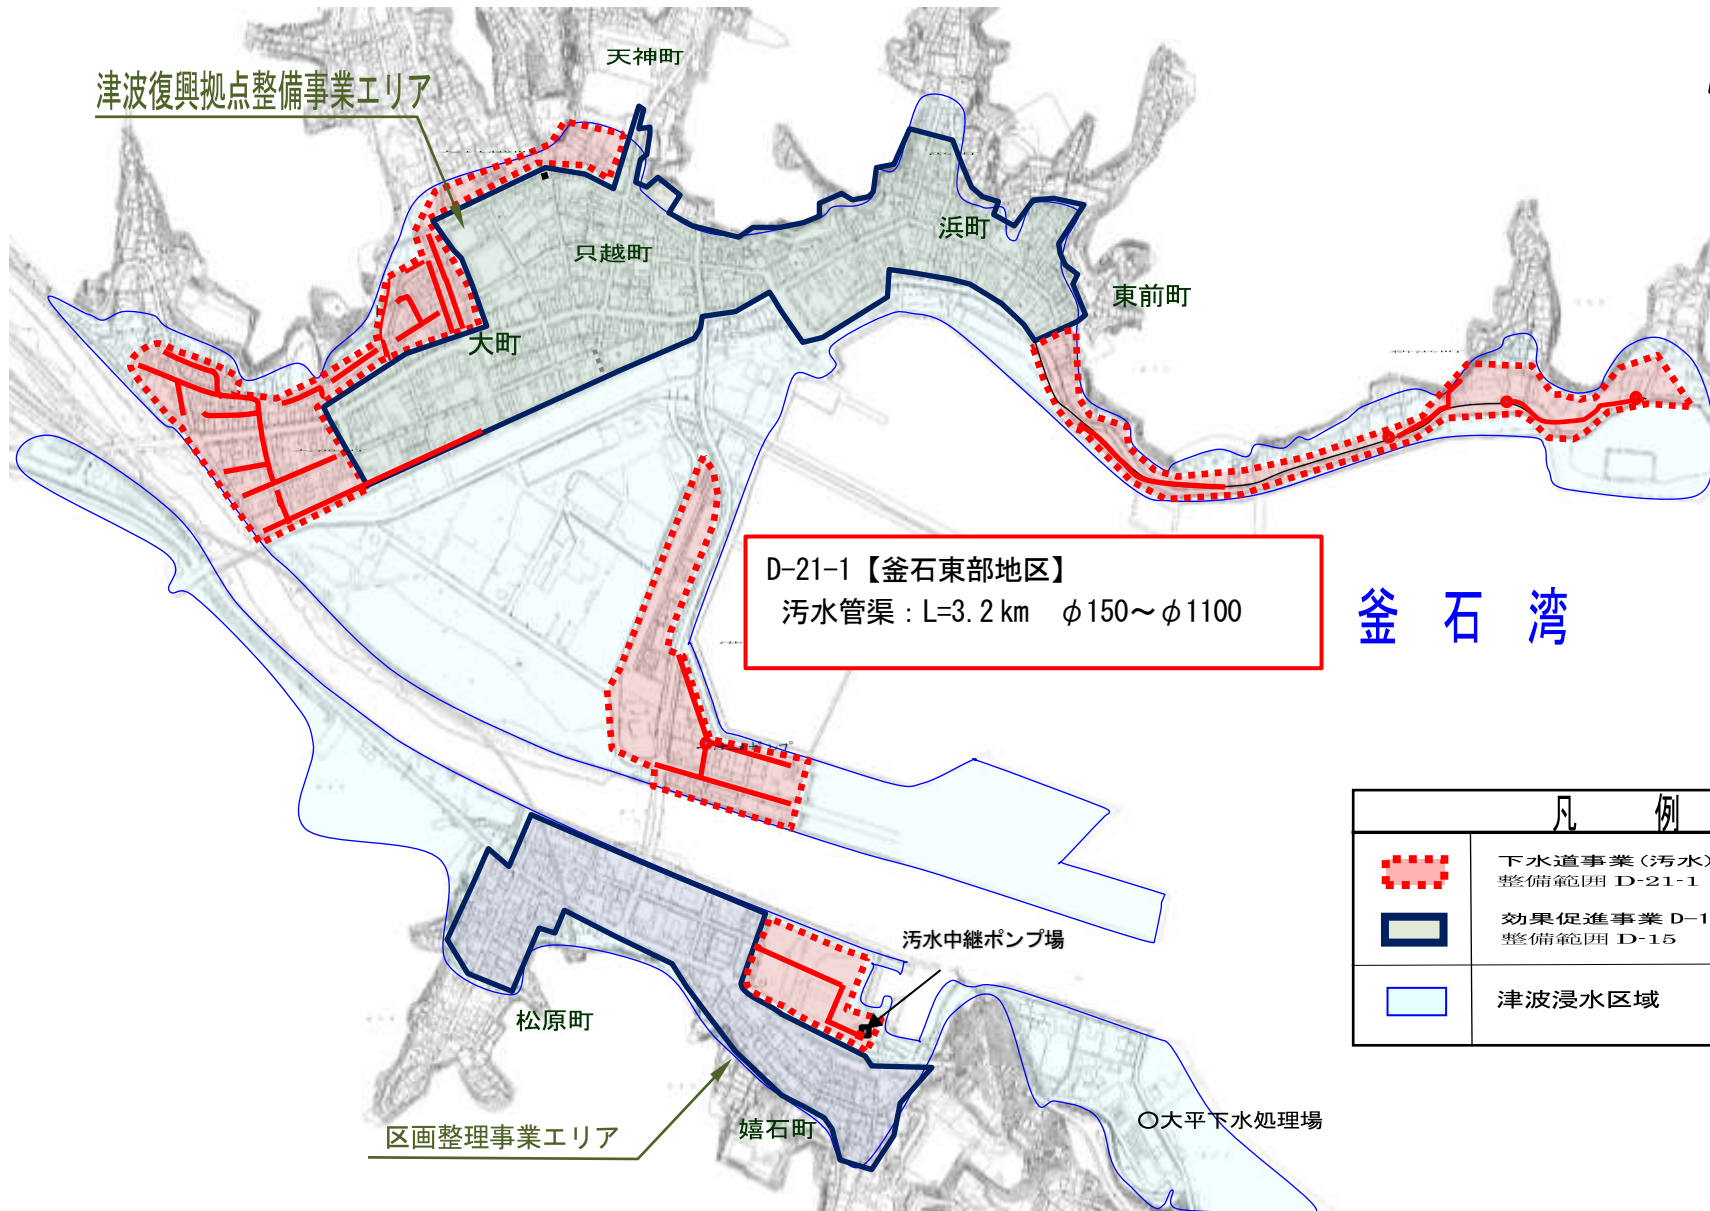 天神町
津波復興拠点整備事業エリア
浜町
只越町
東前町
大町
D-21-1【釜石東部地区】
汚水管渠：L=3.2km　φ150～φ1100
釜　石　湾
凡　例
下水道事業(汚水)
整備範囲 D-21-1
効果促進事業 D-1
整備範囲 D-15
津波浸水区域
汚水中継ポンプ場
松原町
嬉石町
区画整理事業エリア
○大平下水処理場